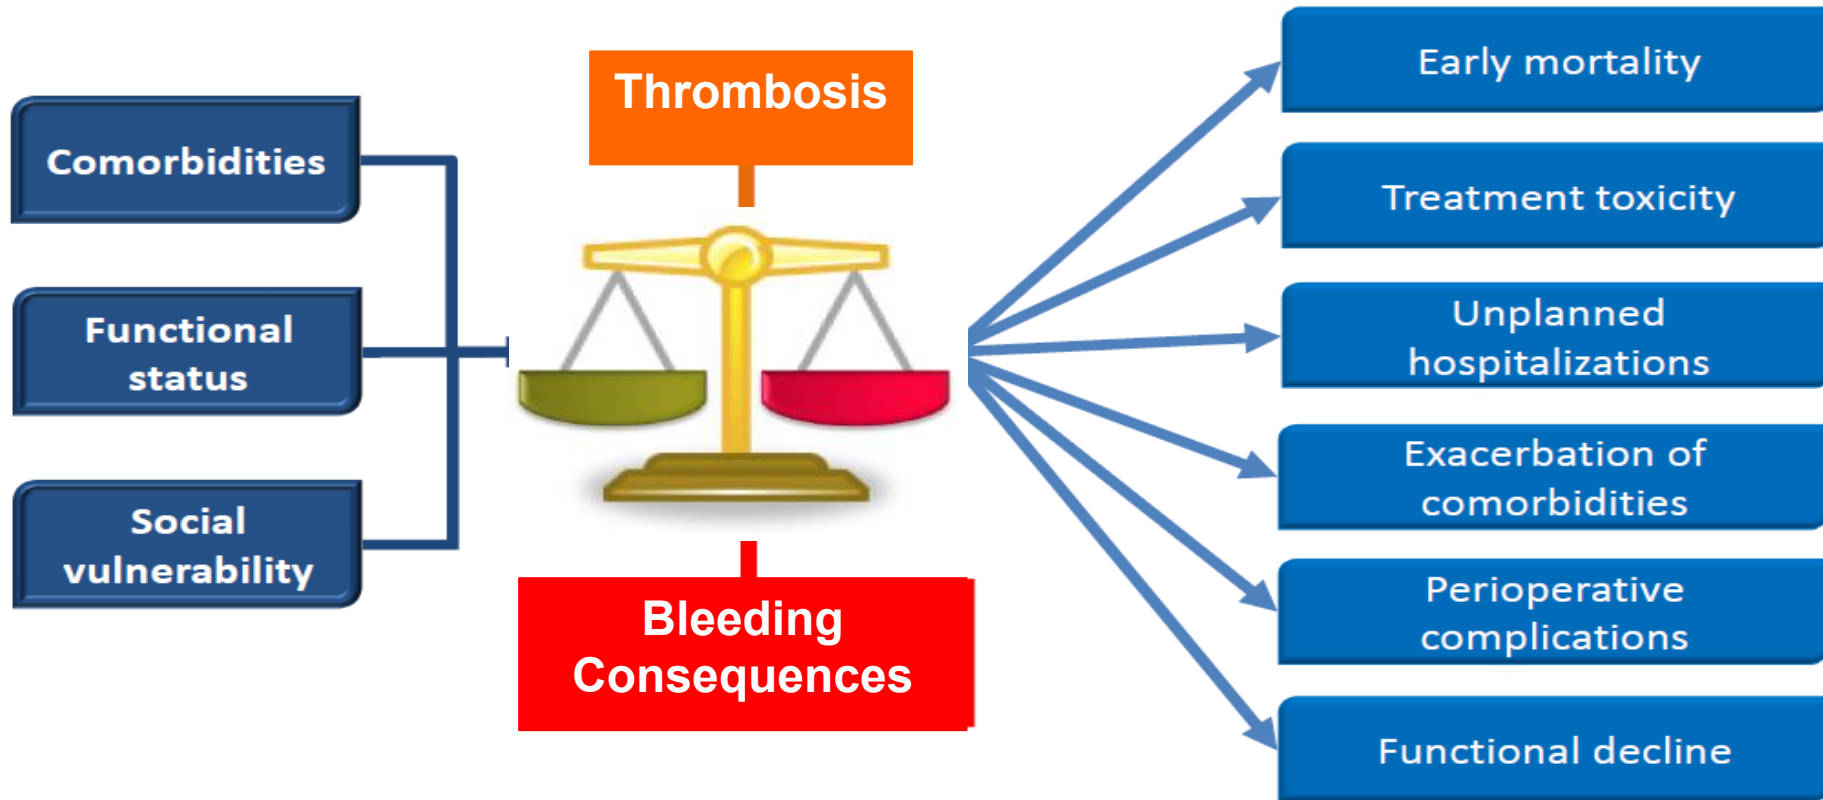 Comorbidities
Functional
status
Social
vulnerability
Thrombosis
Bleeding
Consequences
Early mortality
Treatment toxicity
Unplanned
hospitalizations
Exacerbation of
comorbidities
Perioperative
complications
Functional decline